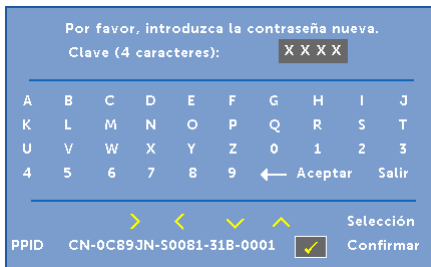 Por favor, introduzca la contraseña nueva.
Clave (4 caracteres): X X X X
A B C D E F G H I J
K L M N O P Q R S T
U V W X Y Z 0 1 2 3
4 5 6 7 8 9 ← Aceptar Salir
Selección
PPID CN-0C89JN-S0081-31B-0001 ✓ Confirmar